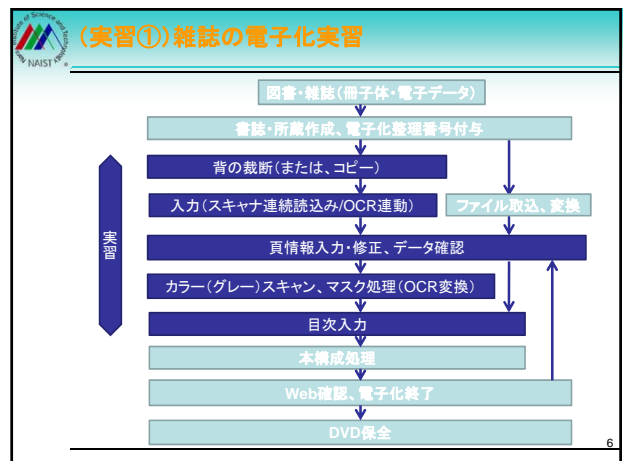 Nara Institute of Science and Technology
NAIST
®
(実習①)雑誌の電子化実習
図書・雑誌(冊子体・電子データ)
書誌・所蔵作成、電子化整理番号付与
背の裁断(または、コピー)
入力(スキャナ連続読込み/OCR連動)
ファイル取込、変換
実習
頁情報入力・修正、データ確認
カラー(グレー)スキャン、マスク処理(OCR変換)
目次入力
本構成処理
Web確認、電子化終了
DVD保全
6